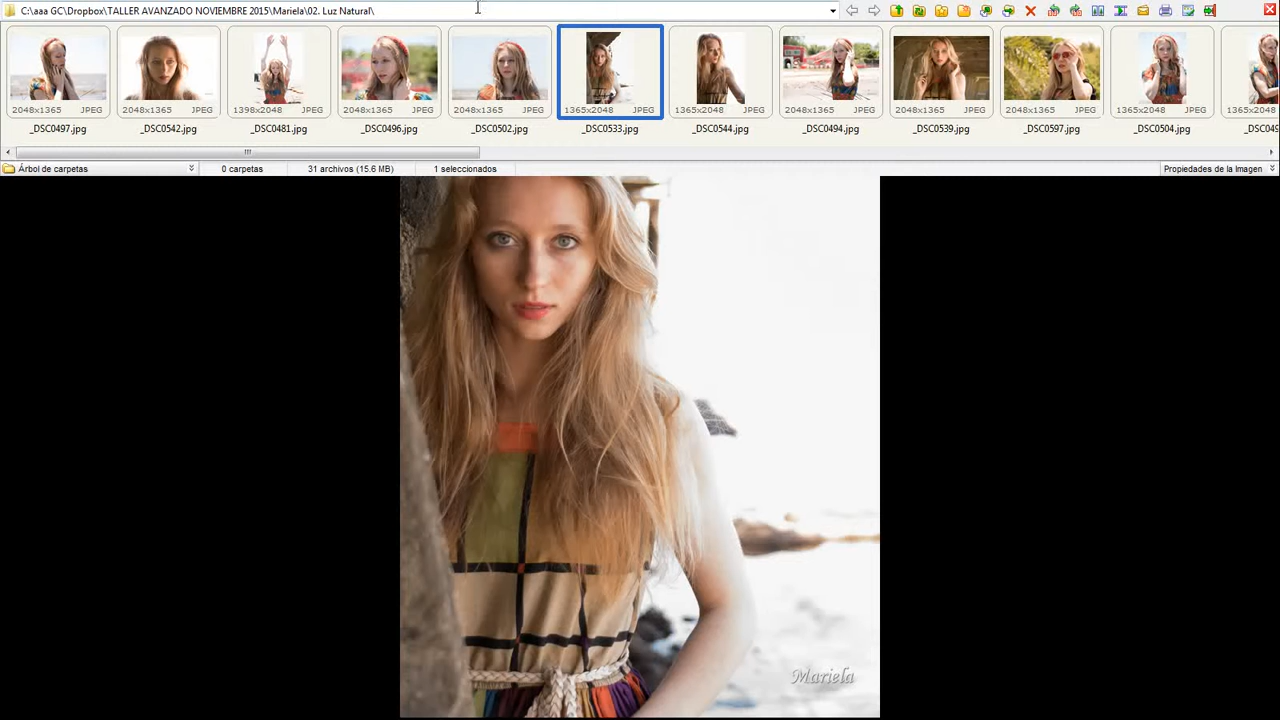 C:\aaa GC\Dropbox\TALLER AVANZADO NOVIEMBRE 2015\Mariela\02. Luz Natural\
2048x1365 JPEG
2048x1365 JPEG
1398x2048 JPEG
2048x1365 JPEG
2048x1365 JPEG
1365x2048 JPEG
1365x2048 JPEG
2048x1365 JPEG
2048x1365 JPEG
2048x1365 JPEG
1365x2048 JPEG
1365x2
_DSC0497.jpg
_DSC0542.jpg
_DSC0481.jpg
_DSC0496.jpg
_DSC0502.jpg
_DSC0533.jpg
_DSC0544.jpg
_DSC0494.jpg
_DSC0539.jpg
_DSC0597.jpg
_DSC0504.jpg
_DSC04
Árbol de carpetas
0 carpetas
31 archivos (15.6 MB)
1 seleccionados
Propiedades de la Imagen
Mariela